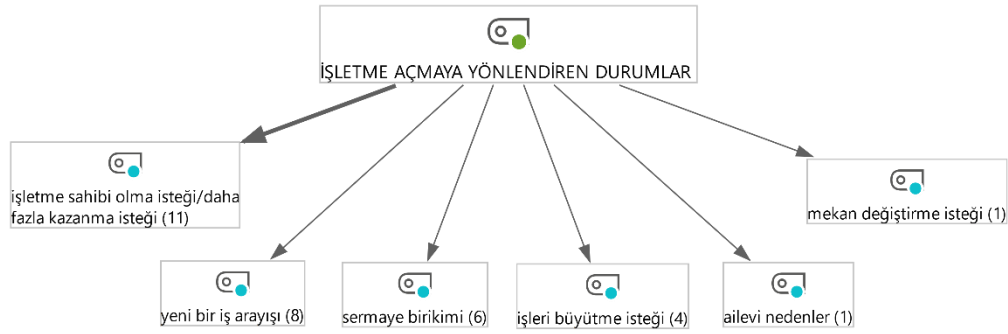 İŞLETME AÇMAYA YÖNLENDİREN DURUMLAR
işletme sahibi olma isteği/daha
fazla kazanma isteği (11)
mekan değiştirme isteği (1)
yeni bir iş arayışı (8)
sermaye birikimi (6)
işleri büyütme isteği (4)
ailevi nedenler (1)